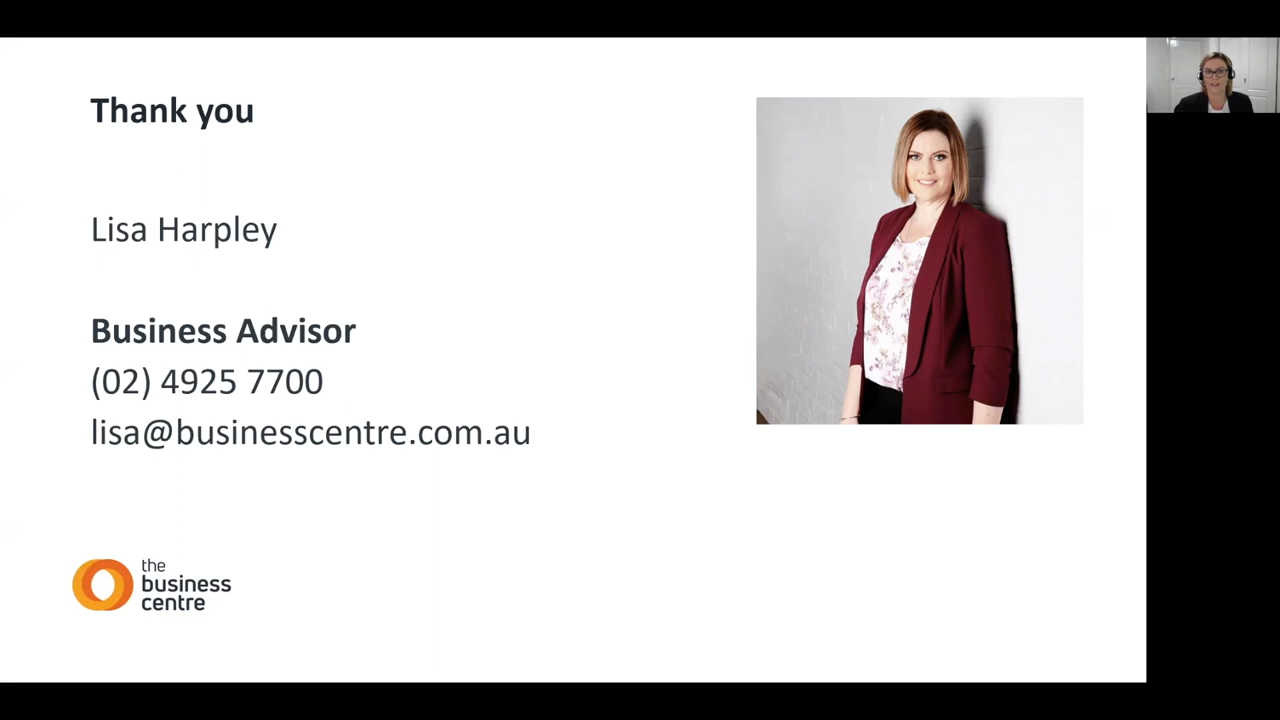 Thank you
Lisa Harpley
Business Advisor
(02) 4925 7700
lisa@businesscentre.com.au
the
business
centre